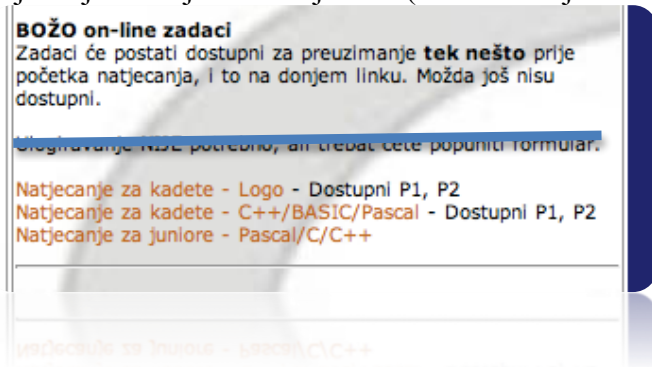 BOŽO on-line zadaci
Zadaci će postati dostupni za preuzimanje tek nešto prije
početka natjecanja, i to na donjem linku. Možda još nisu
dostupni.
Ulogiravanje NIJE potrebno, ali trebat ćete popuniti formular.
Natjecanje za kadete - Logo - Dostupni P1, P2
Natjecanje za kadete - C++/BASIC/Pascal - Dostupni P1, P2
Natjecanje za juniore - Pascal/C/C++